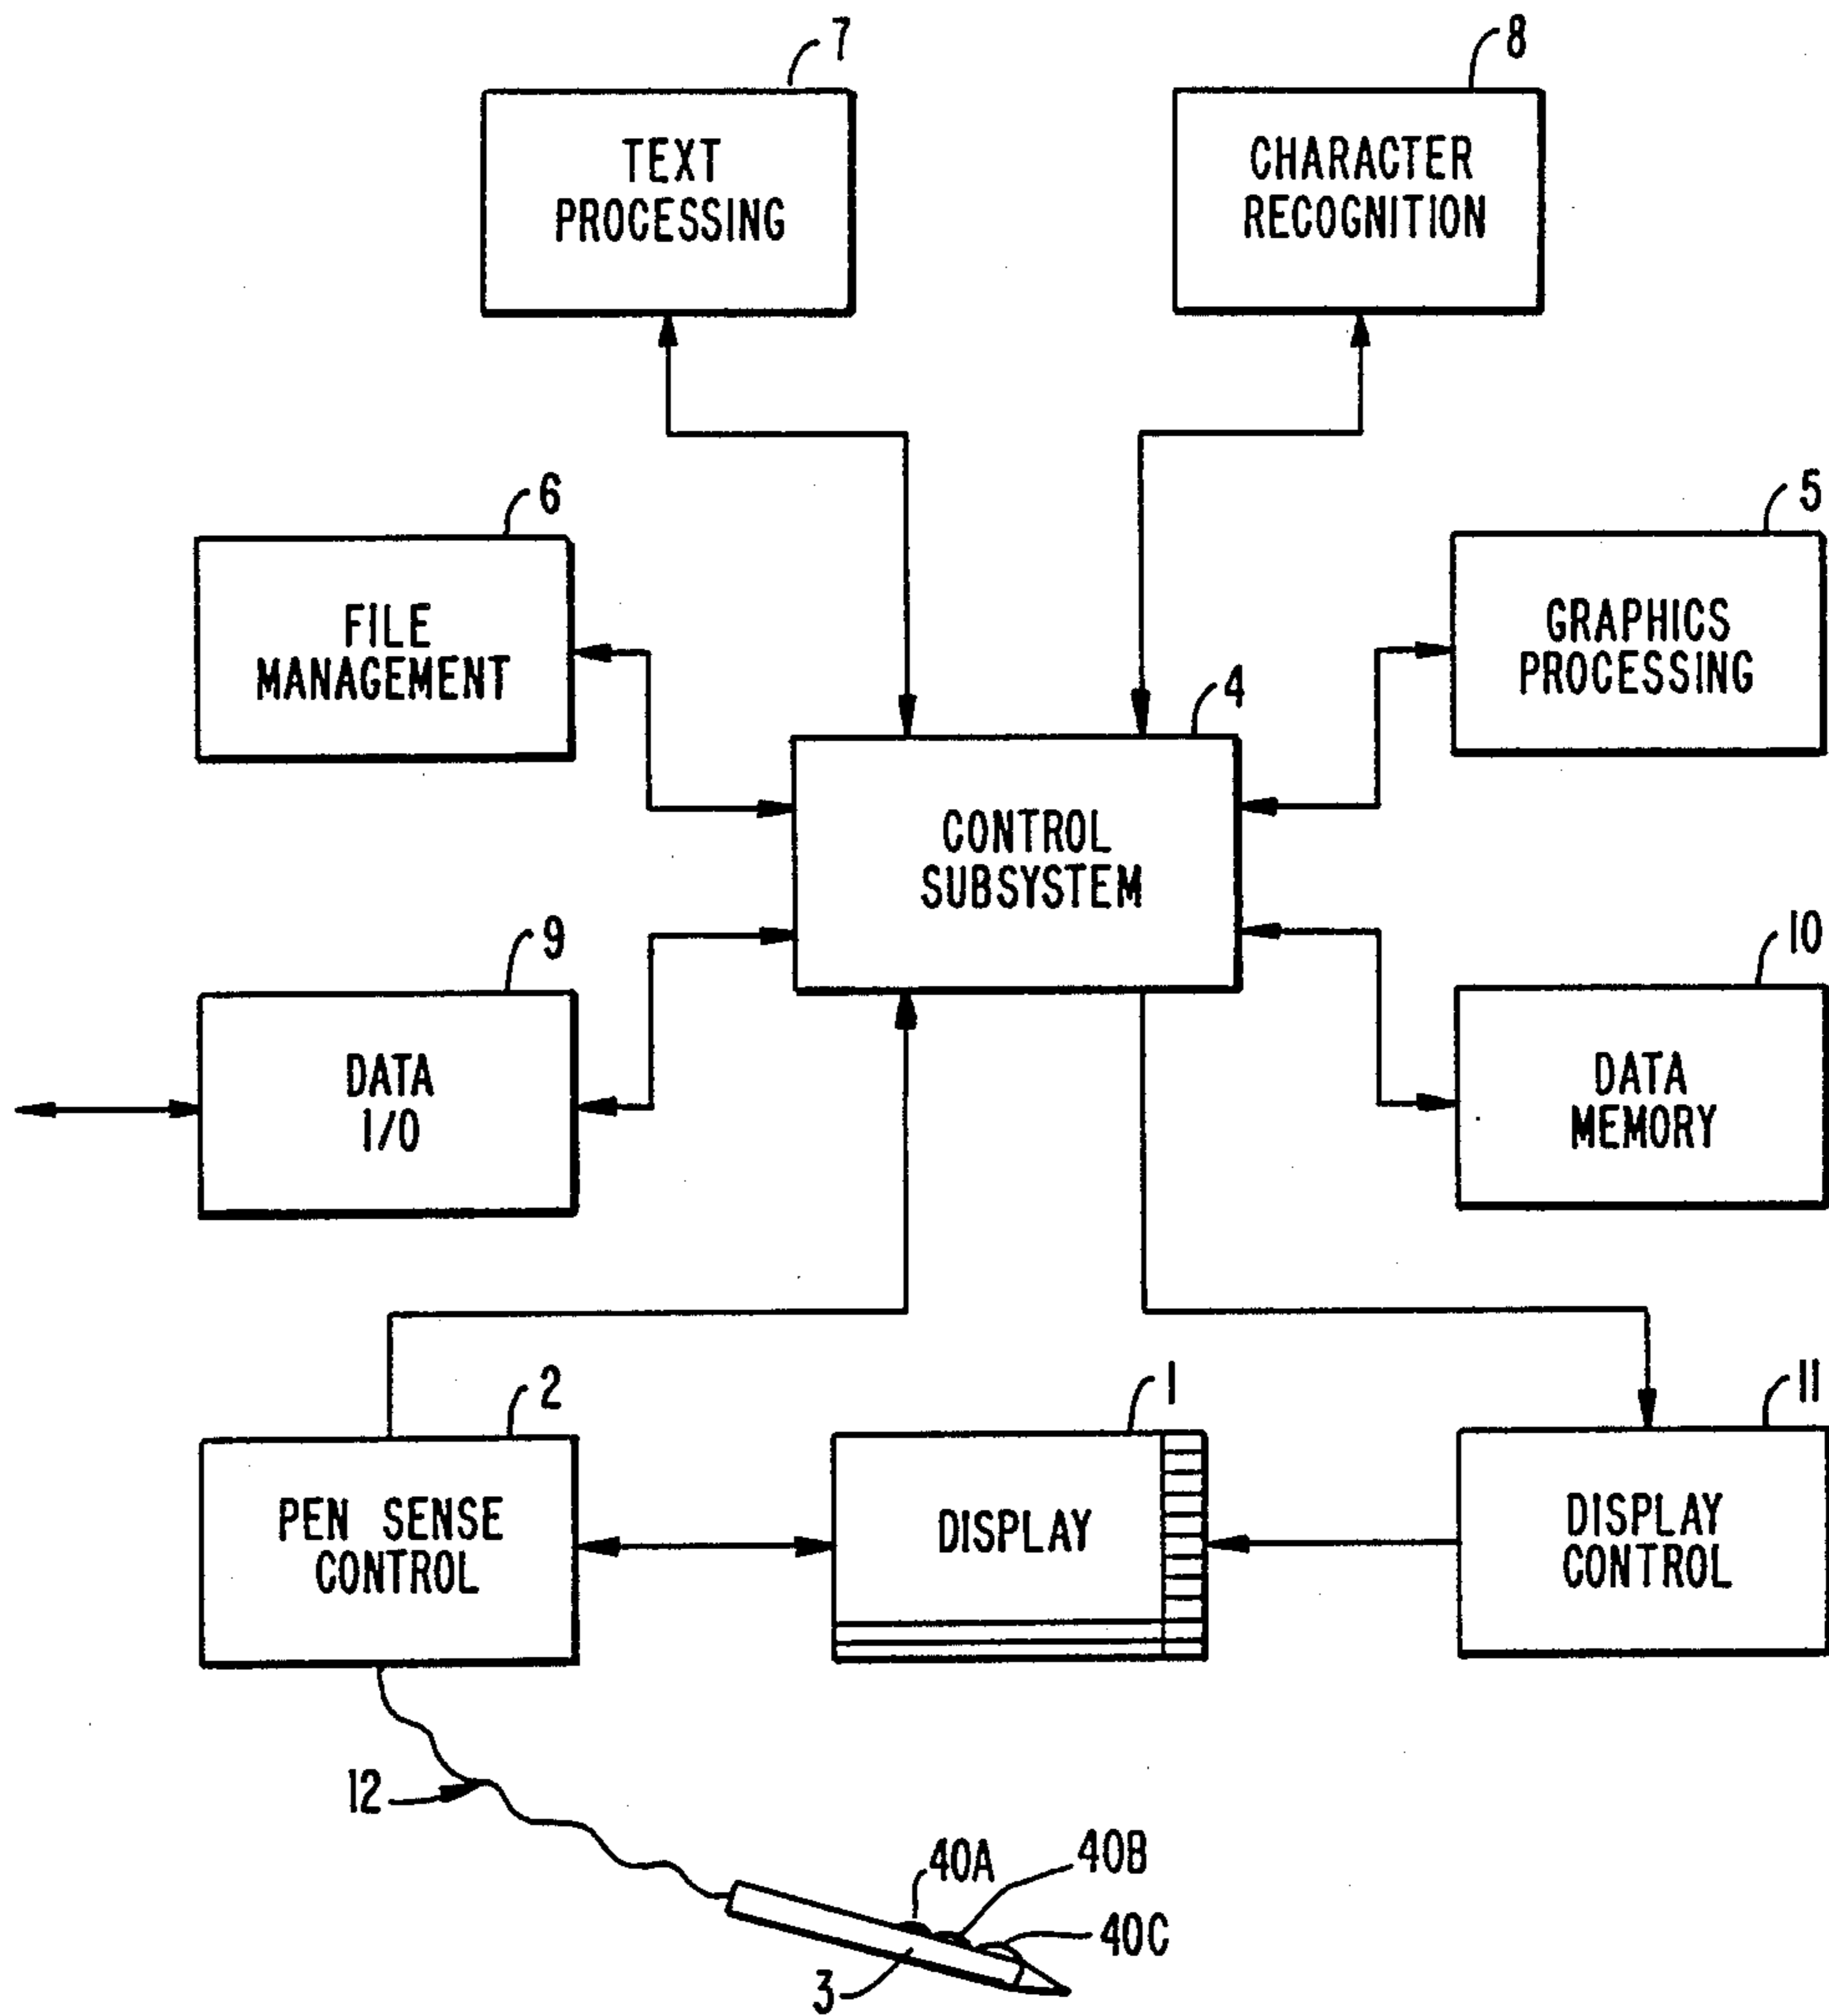 7
8
TEXT
PROCESSING
CHARACTER
RECOGNITION
6
5
FILE
MANAGEMENT
GRAPHICS
PROCESSING
4
CONTROL
SUBSYSTEM
9
10
DATA
I/O
DATA
MEMORY
2
1
11
PEN SENSE
CONTROL
DISPLAY
DISPLAY
CONTROL
12
40A
40B
40C
3